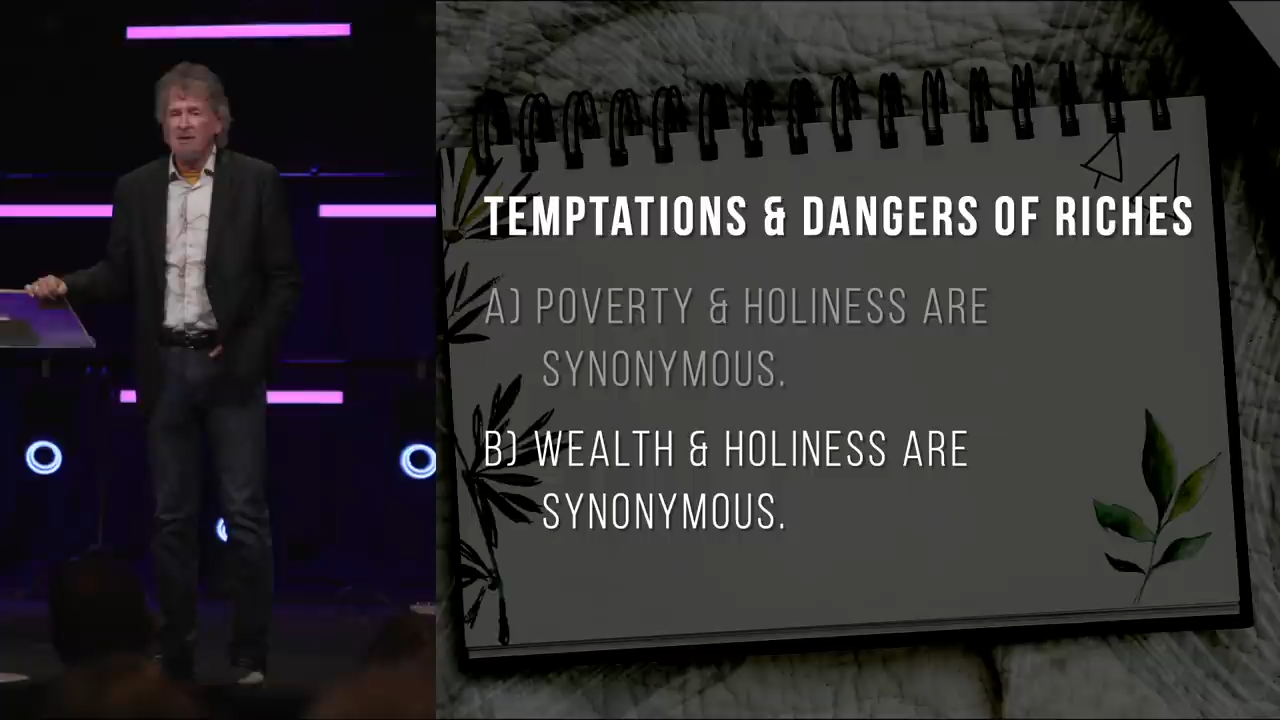 TEMPTATIONS & DANGERS OF RICHES
A) POVERTY & HOLINESS ARE
SYNONYMOUS.
B) WEALTH & HOLINESS ARE
SYNONYMOUS.